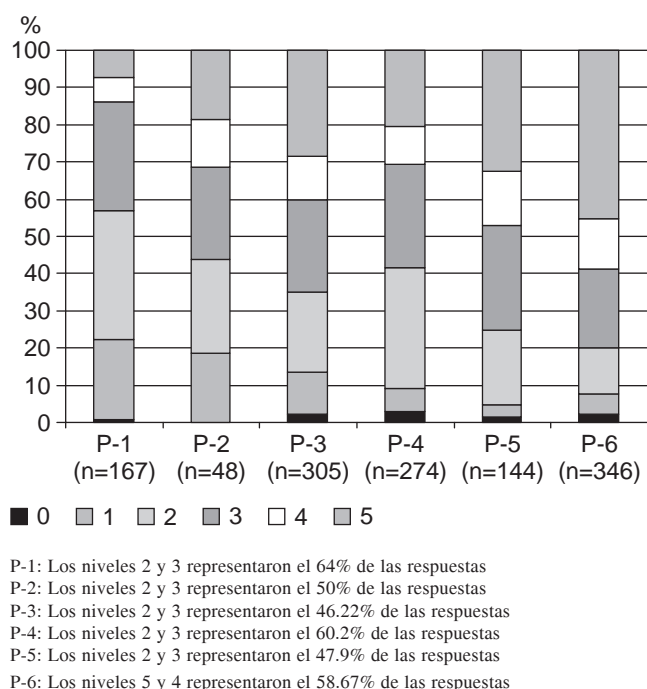 %
100
90
80
70
60
50
40
30
20
10
0
P-1 P-2 P-3 P-4 P-5 P-6
(n=167) (n=48) (n=305) (n=274) (n=144) (n=346)
0 1 2 3 4 5
P-1: Los niveles 2 y 3 representaron el 64% de las respuestas
P-2: Los niveles 2 y 3 representaron el 50% de las respuestas
P-3: Los niveles 2 y 3 representaron el 46.22% de las respuestas
P-4: Los niveles 2 y 3 representaron el 60.2% de las respuestas
P-5: Los niveles 2 y 3 representaron el 47.9% de las respuestas
P-6: Los niveles 5 y 4 representaron el 58.67% de las respuestas